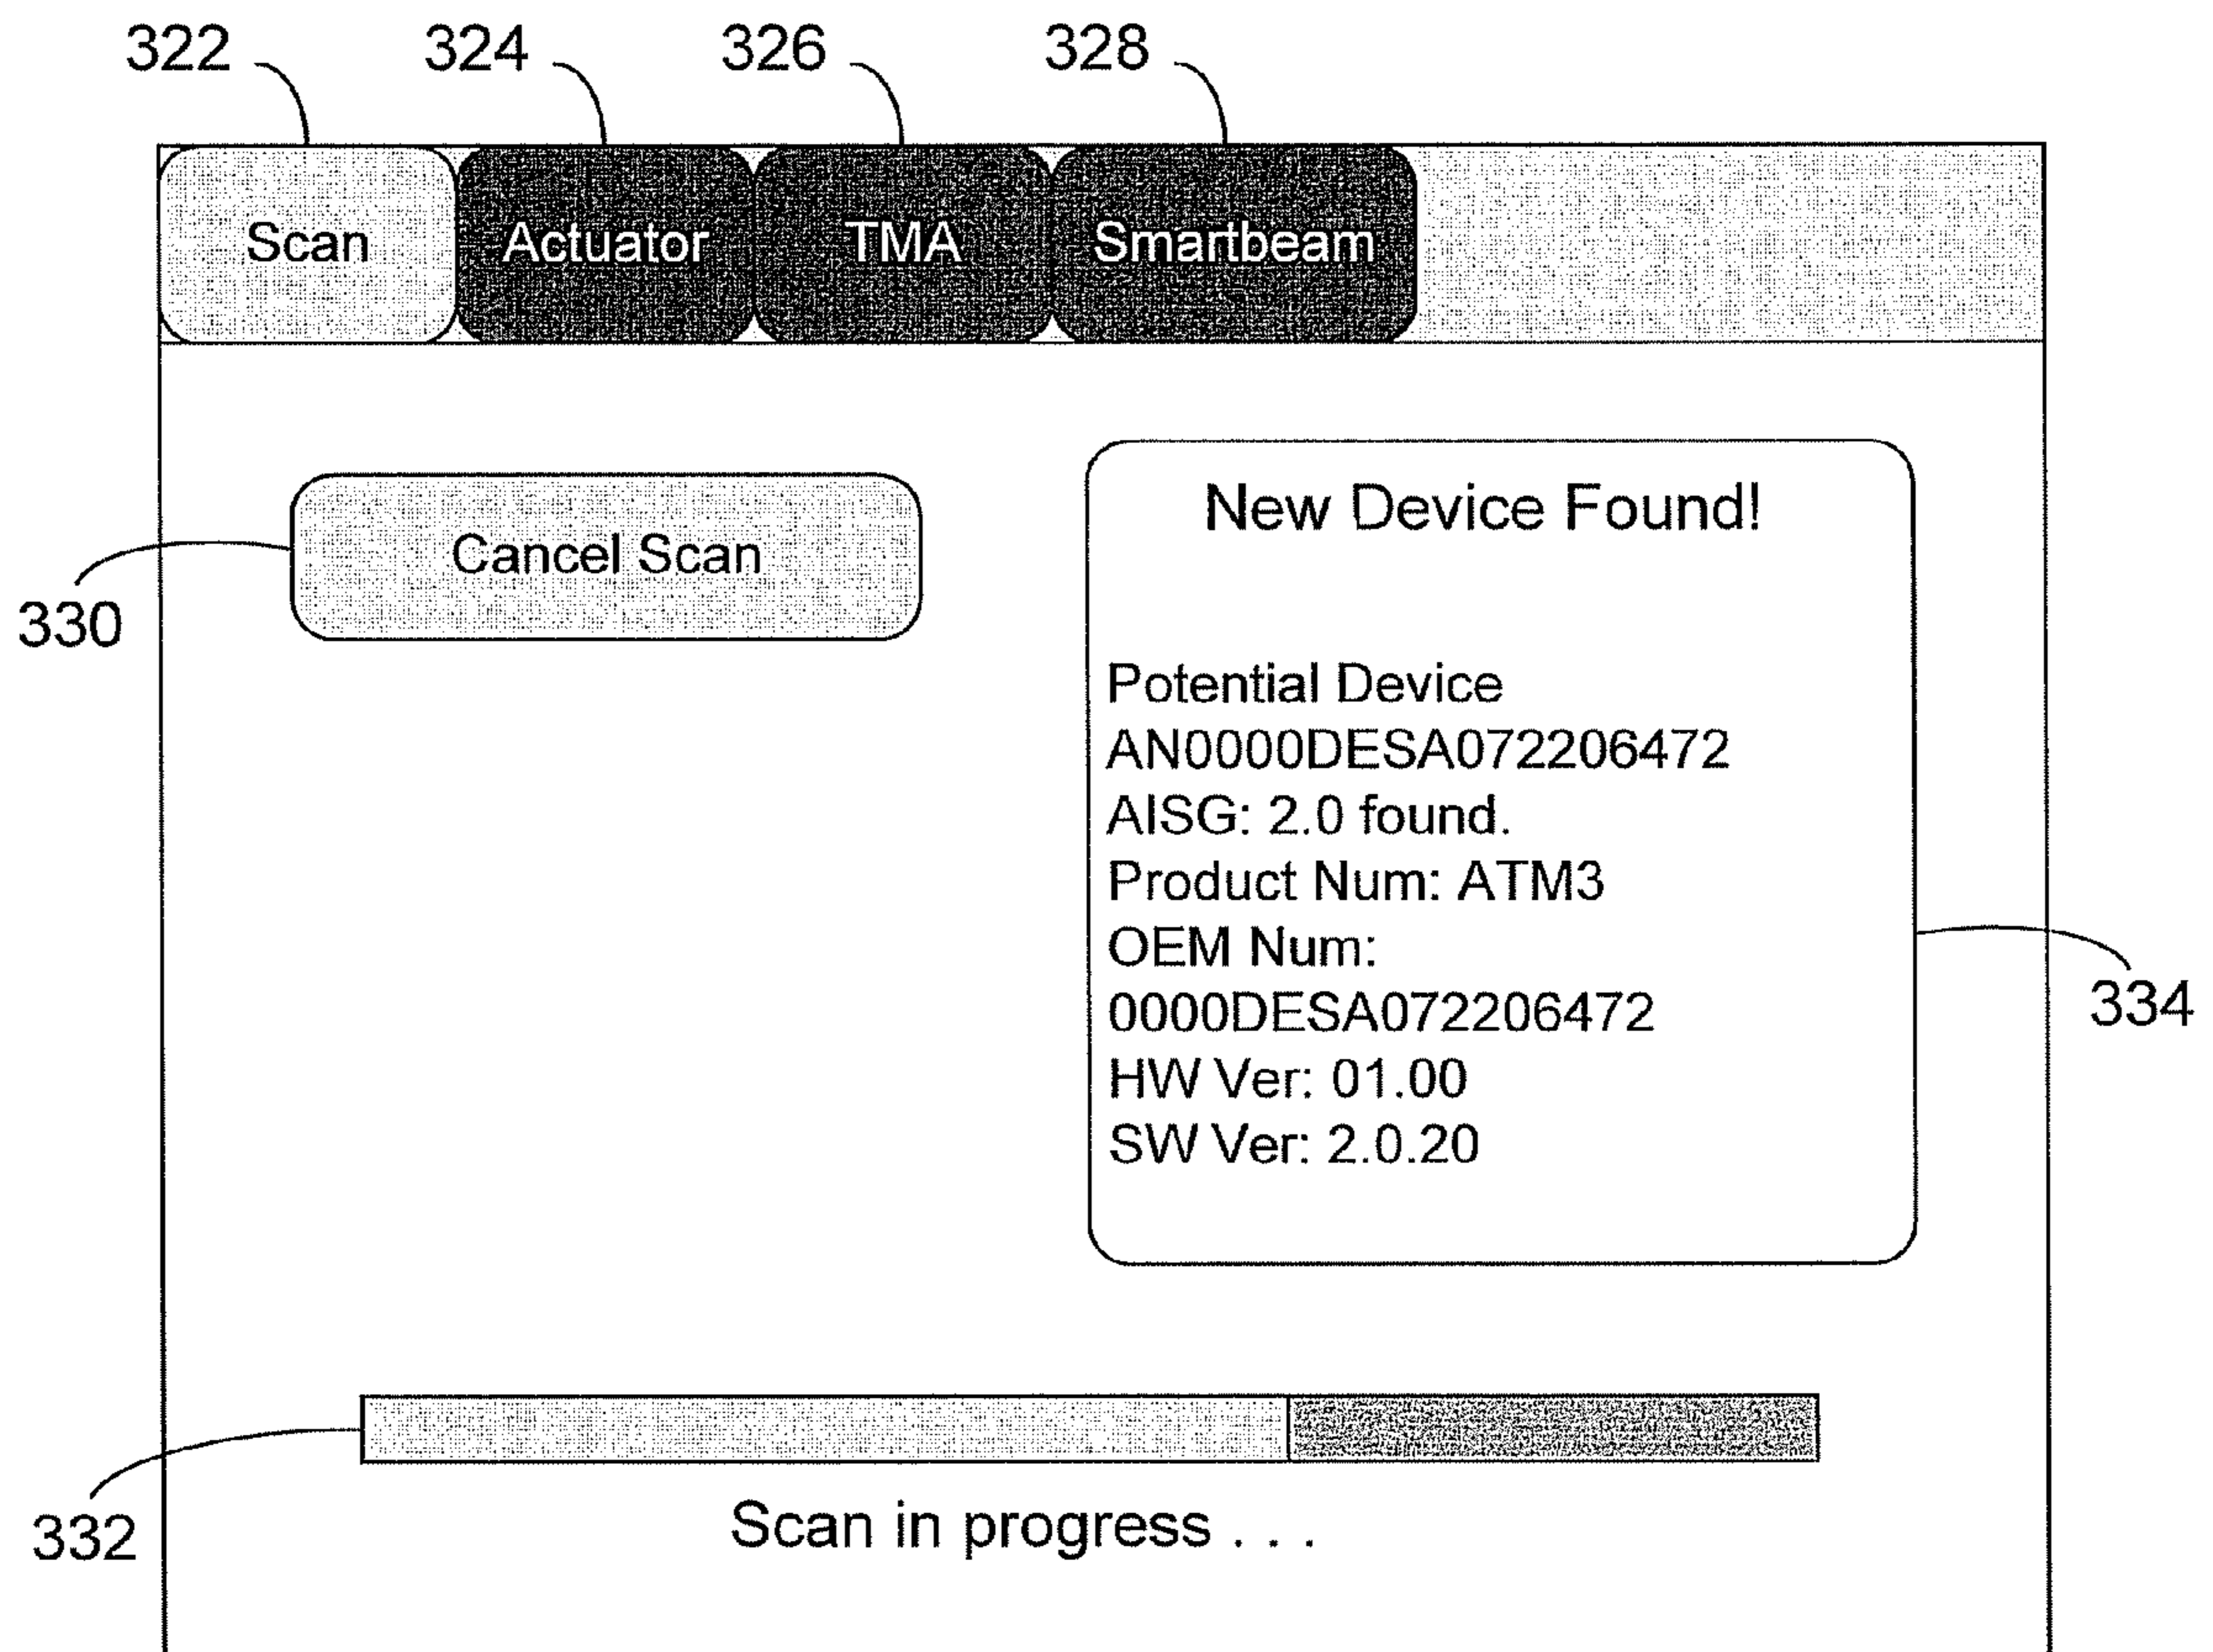 322 324 326 328
Scan Actuator TMA Smartbeam
New Device Found!
Cancel Scan
330
Potential Device
AN0000DESA072206472
AISG: 2.0 found.
Product Num: ATM3
OEM Num:
0000DESA072206472
334
HW Ver: 01.00
SW Ver: 2.0.20
332
Scan in progress . . .